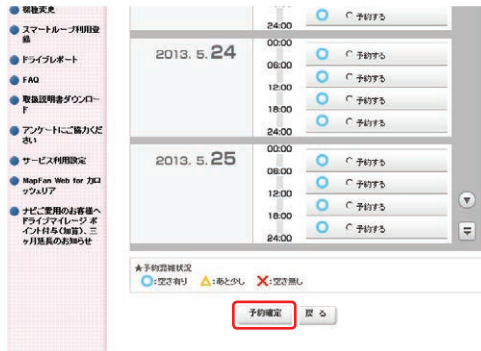 機種変更
スマートループ利用登
録
ドライブレポート
FAQ
取扱説明書ダウンロー
ド
アンケートにご協力くだ
さい
サービス利用設定
MapFan Web for カロ
ッツェリア
ナビご愛用のお客様へ
ドライブマイレージ ポ
イント付与(加算)、三
ヶ月延長のお知らせ
24:00
予約する
2013. 5. 24
00:00
予約する
06:00
予約する
12:00
予約する
18:00
予約する
24:00
2013. 5. 25
00:00
予約する
06:00
予約する
12:00
予約する
18:00
予約する
24:00
★予約混雑状況
:空き有り :あと少し :空き無し
予約確定 戻 る